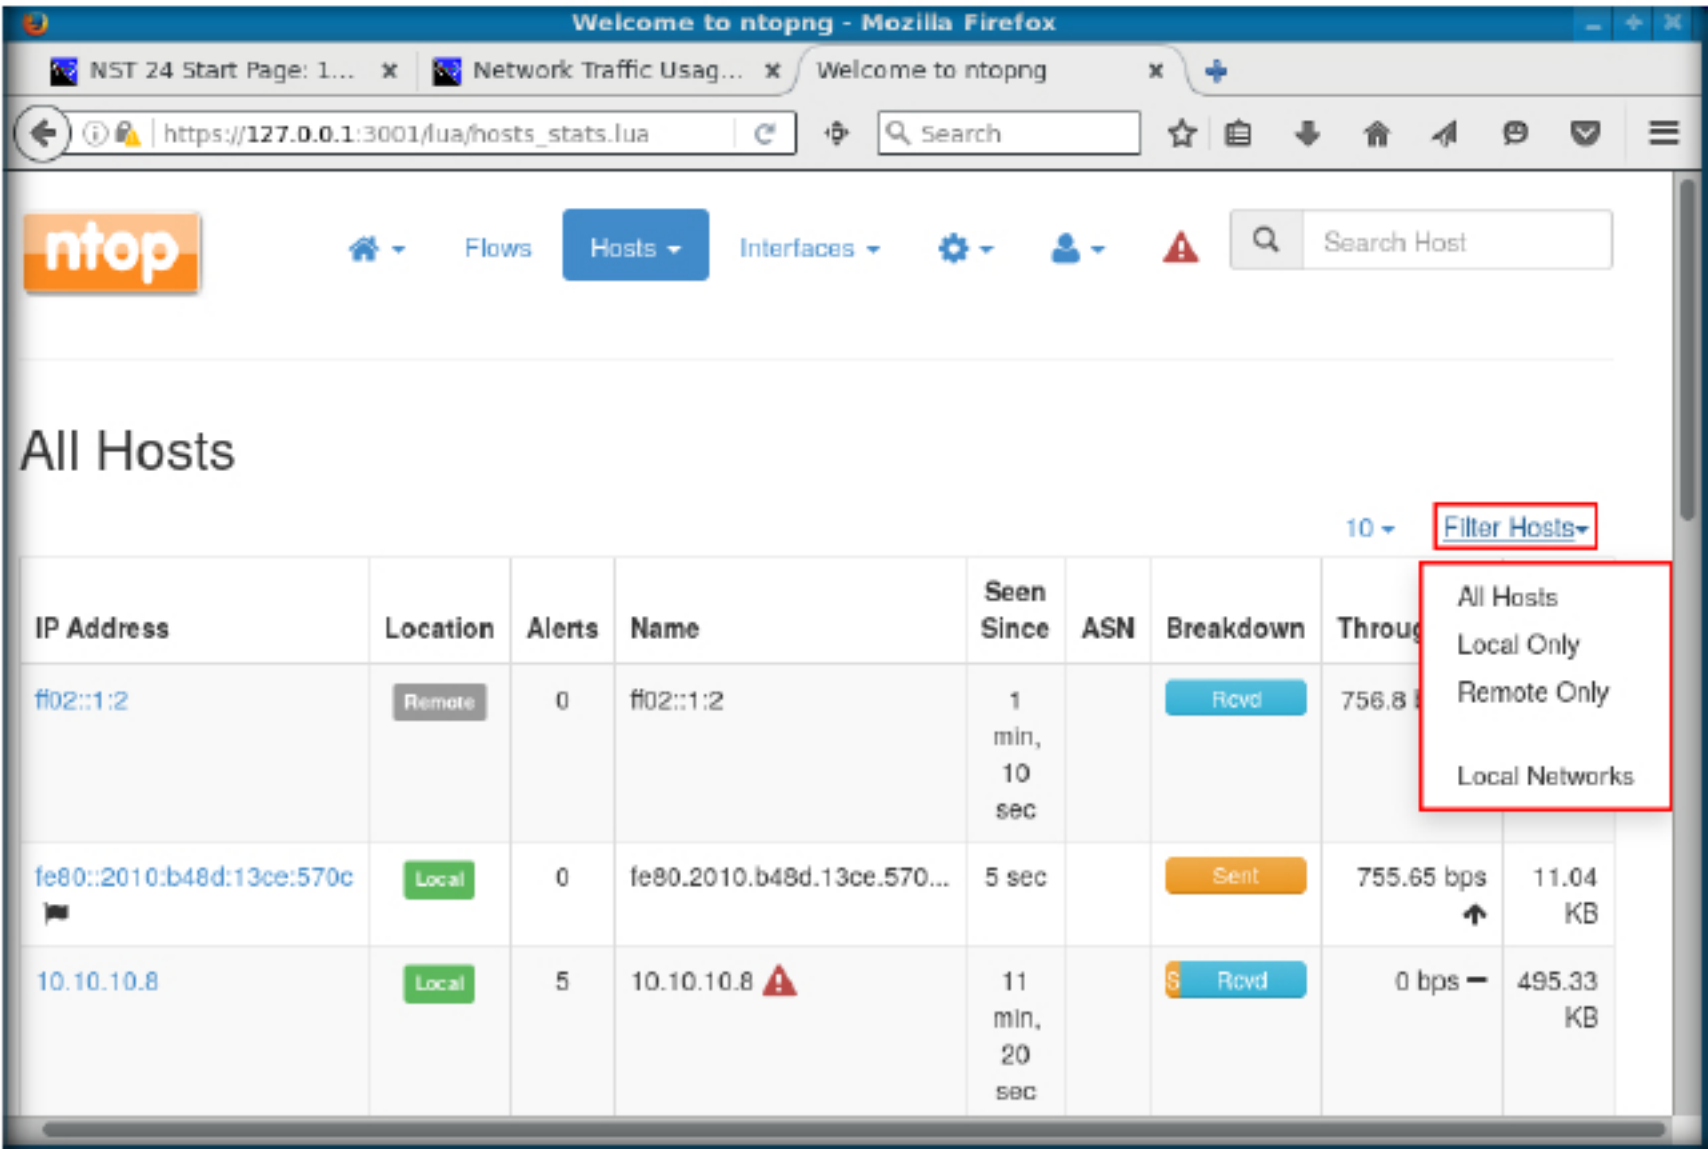 Welcome to ntopng - Mozilla Firefox
NST 24 Start Page: 1...
Network Traffic Usag...
Welcome to ntopng
https://127.0.0.1:3001/lua/hosts_stats.lua
Search
ntop
Flows
Hosts
Interfaces
Search Host
All Hosts
10
Filter Hosts
All Hosts
Local Only
Remote Only
Local Networks
IP Address Location Alerts Name Seen Since ASN Breakdown
ff02::1:2 Remote 0 ff02::1:2 1 min, 10 sec Rcvd 756.8
fe80::2010:b48d:13ce:570c Local 0 fe80.2010.b48d.13ce.570... 5 sec Sent 755.65 bps 11.04 KB
10.10.10.8 Local 5 10.10.10.8 11 min, 20 sec S Rcvd 0 bps 495.33 KB